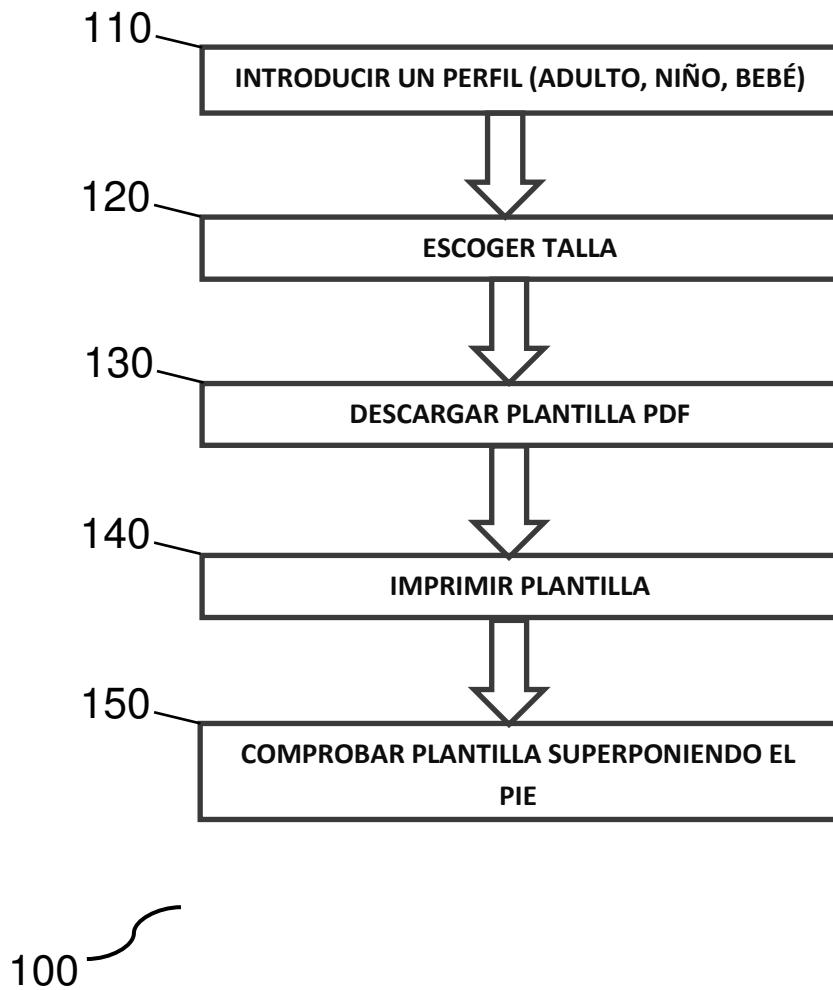 110
INTRODUCIR UN PERFIL (ADULTO, NIÑO, BEBÉ)
120
ESCOGER TALLA
130
DESCARGAR PLANTILLA PDF
140
IMPRIMIR PLANTILLA
150
COMPROBAR PLANTILLA SUPERPONIENDO EL
PIE
100